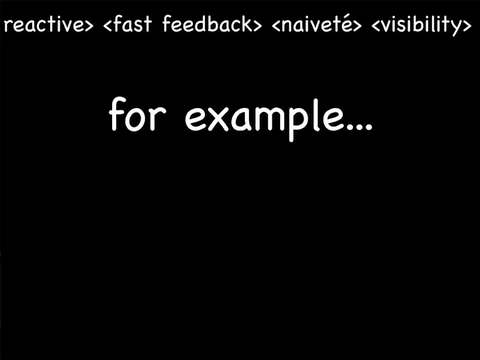 reactive> <fast feedback> <naiveté> <visibility>
for example...